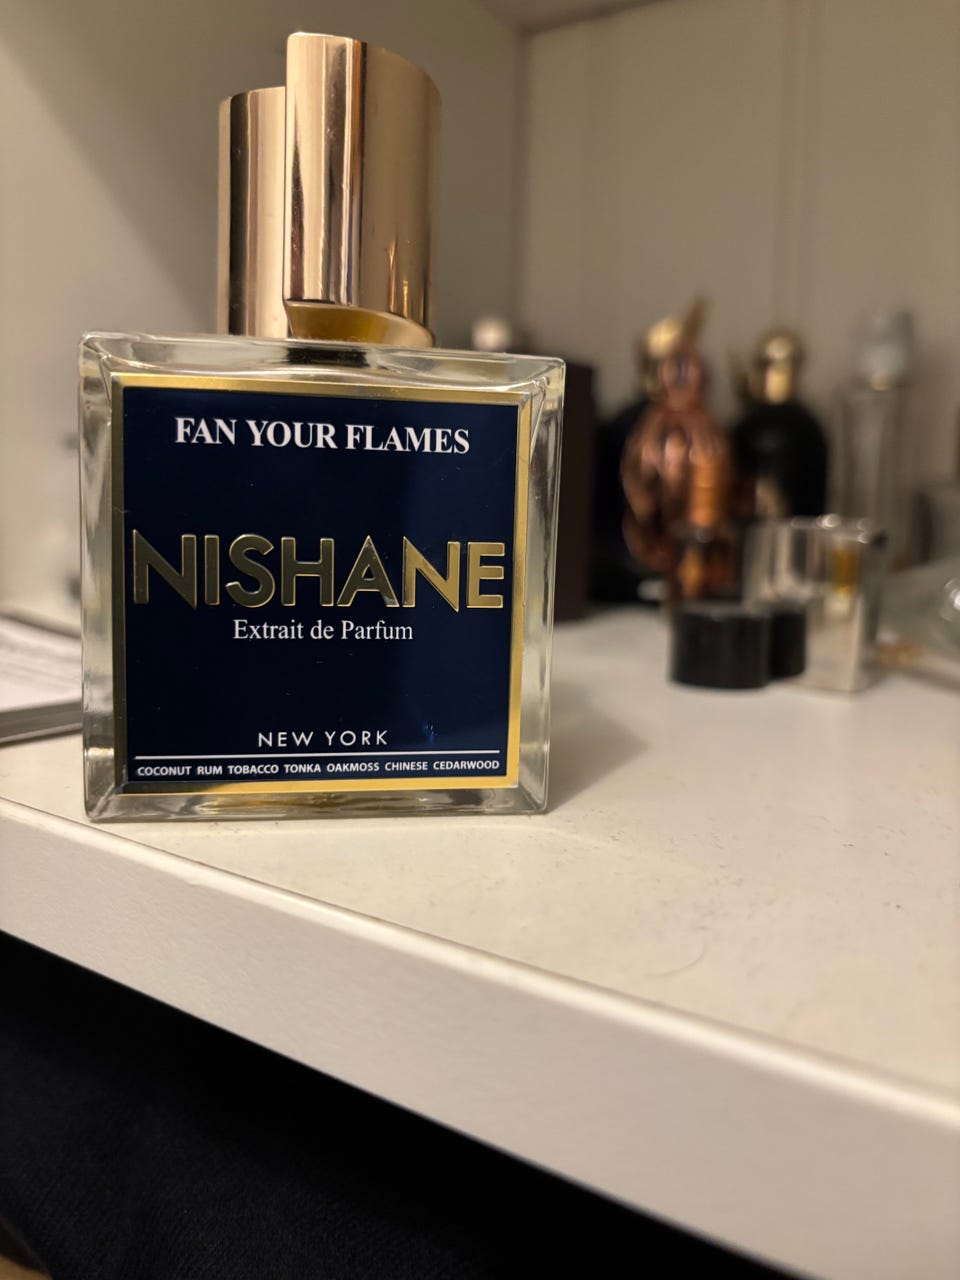 FAN YOUR FLAMES
NISHANE
Extrait de Parfum
NEW YORK
COCONUT RUM TOBACCO TONKA OAKMOSS CHINESE CEDARWOOD